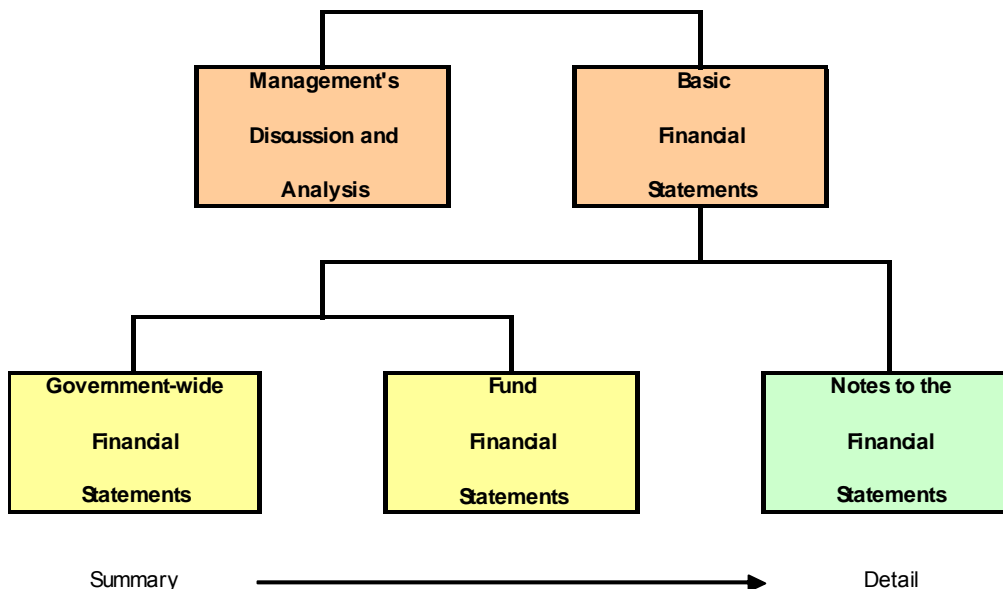 Management's
Discussion and
Analysis
Basic
Financial
Statements
Government-wide
Financial
Statements
Fund
Financial
Statements
Notes to the
Financial
Statements
Summary
Detail